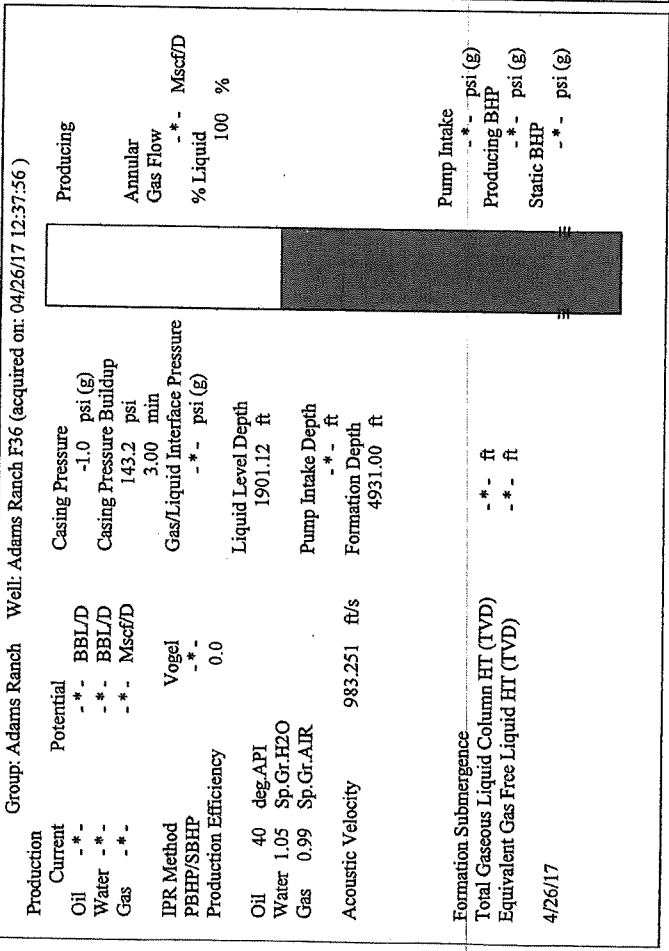 Group: Adams Ranch Well: Adams Ranch F36 (acquired on: 04/26/17 12:37:56 )
Production
Current Potential
Oil - * - - * - BBL/D
Water - * - - * - BBL/D
Gas - * - - * - Mscf/D
IPR Method Vogel
PBHP/SBHP - * -
Production Efficiency 0.0
Oil 40 deg.API
Water 1.05 Sp.Gr.H2O
Gas 0.99 Sp.Gr.AIR
Acoustic Velocity 983.251 ft/s
Formation Submergence
Total Gaseous Liquid Column HT (TVD) - * - ft
Equivalent Gas Free Liquid HT (TVD) - * - ft
4/26/17
Casing Pressure
-1.0 psi (g)
Casing Pressure Buildup
143.2 psi
3.00 min
Gas/Liquid Interface Pressure
- * - psi (g)
Liquid Level Depth
1901.12 ft
Pump Intake Depth
- * - ft
Formation Depth
4931.00 ft
Producing
Annular
Gas Flow
- * - Mscf/D
% Liquid
100 %
Pump Intake
- * - psi (g)
Producing BHP
- * - psi (g)
Static BHP
- * - psi (g)